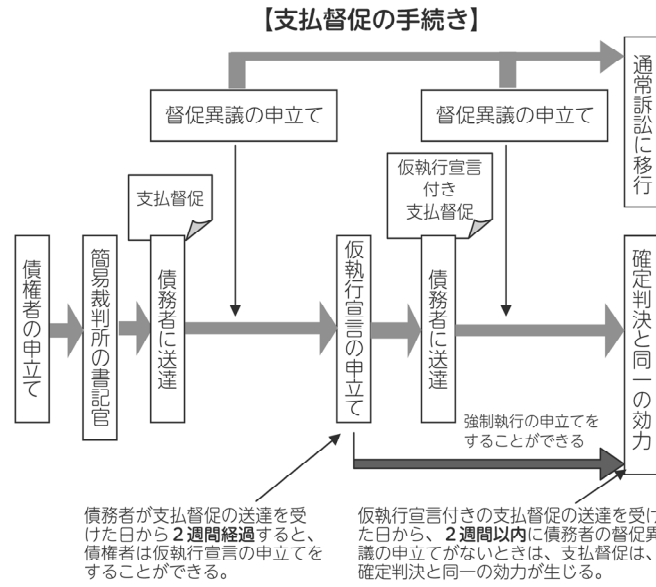 【支払督促の手続き】
通常訴訟に移行
督促異議の申立て
督促異議の申立て
支払督促
仮執行宣言
付き
支払督促
債権者の申立て
簡易裁判所の書記官
債務者に送達
仮執行宣言の申立て
債務者に送達
確定判決と同一の効力
強制執行の申立てを
することができる
債務者が支払督促の送達を受
けた日から2週間経過すると、
債権者は仮執行宣言の申立てを
することができる。
仮執行宣言付きの支払督促の送達を受け
た日から、2週間以内に債務者の督促異
議の申立てがないときは、支払督促は、
確定判決と同一の効力が生じる。